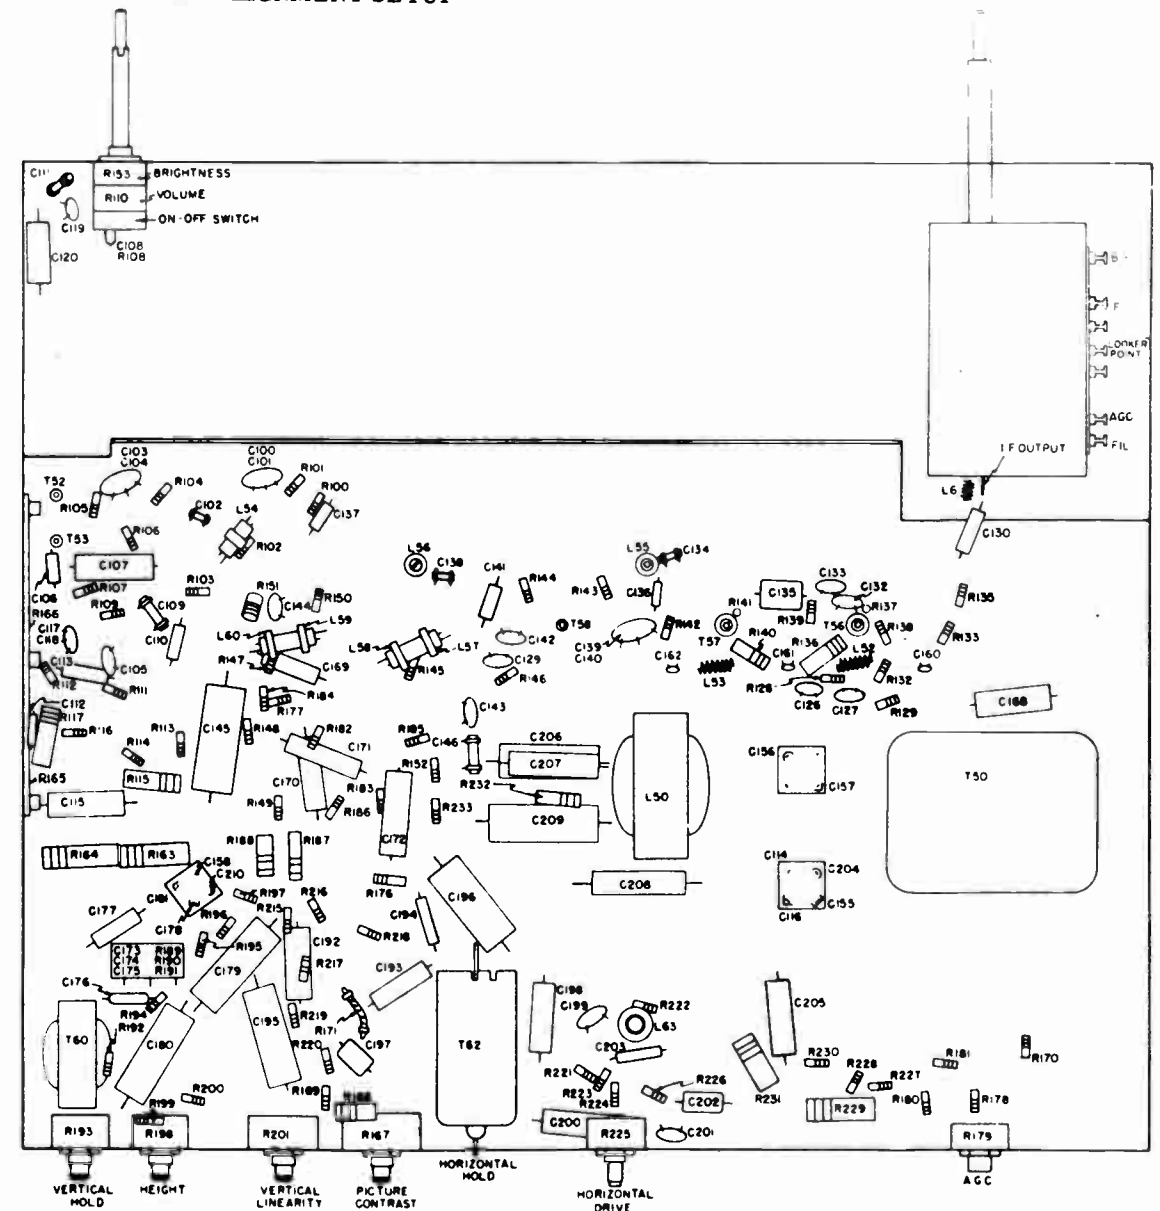 ALIGNMENT SETUP
C111
R153 BRIGHTNESS
R110 VOLUME
ON-OFF SWITCH
C119
C108
R108
C120
B
F
LOOKER
POINT
AGC
FIL
I F OUTPUT
L6
C130
C103
C104
C100
C101
T52
R104
R101
R100
R105
C102
L54
C137
T53
R106
R102
L56
C138
L55
C134
C107
C106
R107
R103
R151
C144
R150
C141
R144
R143
C136
C135
C133
C132
R137
R135
R166
R109
C109
C110
L59
L60
R141
R139
T56
R138
R133
C117
C118
T58
R142
T57
R140
R136
C113
C105
R147
C169
L58
L57
R145
C142
C129
R146
C139
C140
C162
L53
C161
L52
C160
R112
R111
R184
R177
R128
C126
C127
R132
R129
C168
C112
R117
R116
R113
R114
C145
R148
R182
C171
C143
R185
C146
C206
C207
L50
C156
C157
T50
R165
R115
C115
R149
C170
R186
R183
R152
R233
R232
C209
C172
R164
R163
R188
R187
C158
C210
C181
R197
R216
R176
C196
C208
C114
C204
C116
C155
C177
C178
R196
R215
C194
R218
C173 R189
C174 R190
C175 R191
R195
C179
C192
R217
C193
C176
R194
R192
C195
R219
R171
C198
C199
R222
L63
C205
T60
C180
R220
C197
T62
C203
R221
R223
R224
R226
R231
R230
R228
R227
R181
R170
R200
R199
R169
R168
C202
R229
R180
R178
R193
R198
R201
R167
C200
R225
C201
R179
VERTICAL
HOLD
HEIGHT
VERTICAL
LINEARITY
PICTURE
CONTRAST
HORIZONTAL
HOLD
HORIZONTAL
DRIVE
AGC